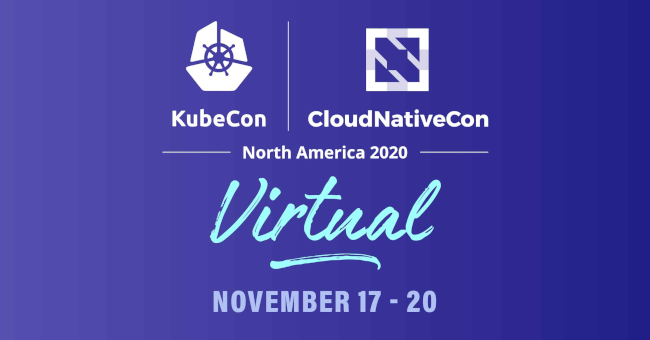 KubeCon
CloudNativeCon
North America 2020
Virtual
NOVEMBER 17 - 20